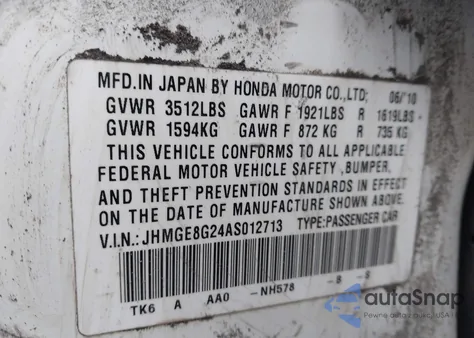 MFD.IN JAPAN BY HONDA MOTOR CO.,LTD; 06/10
GVWR 3512LBS GAWR F 1921LBS R 1619LBS
GVWR 1594KG GAWR F 872 KG R 735 KG
THIS VEHICLE CONFORMS TO ALL APPLICABLE
FEDERAL MOTOR VEHICLE SAFETY ,BUMPER,
AND THEFT PREVENTION STANDARDS IN EFFECT
ON THE DATE OF MANUFACTURE SHOWN ABOVE.
V.I.N.: JHMGE8G24AS012713 TYPE:PASSENGER CAR
TK6 A AA0 -NH578 -B -B
autaSnap